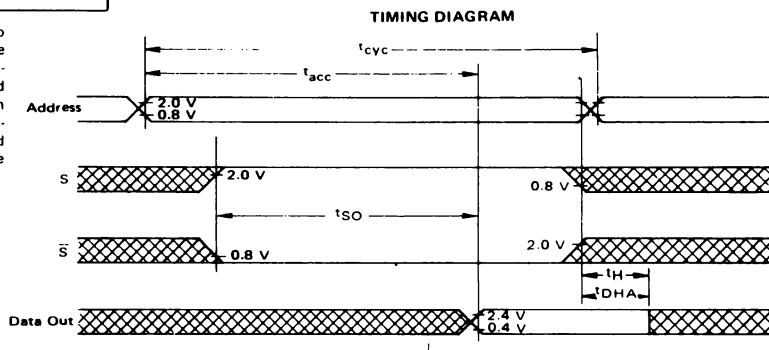 TIMING DIAGRAM
tcyc
tacc
Address
2.0 V
0.8 V
S
2.0 V
0.8 V
tSO
S̄
0.8 V
2.0 V
tH
tDHA
Data Out
2.4 V
0.4 V